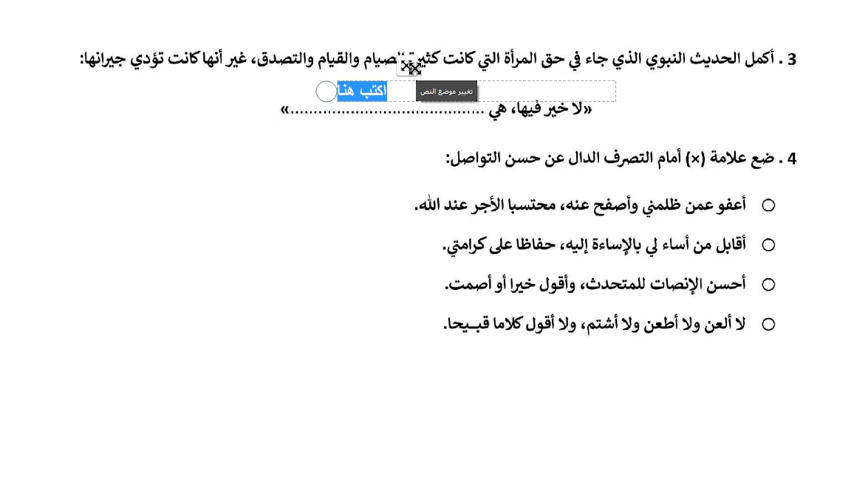 3 . أكمل الحديث النبوي الذي جاء في حق المرأة التي كانت كثيرة الصيام والقيام والتصدق، غير أنها كانت تؤدي جيرانها:
اكتب هنا
تغيير موضع النص
«لا خير فيها، هي ..........................................»
4 . ضع علامة (×) أمام التصرف الدال عن حسن التواصل:
أعفو عمن ظلمني وأصفح عنه، محتسبا الأجر عند الله.
أقابل من أساء لي بالإساءة إليه، حفاظا على كرامتي.
أحسن الإنصات للمتحدث، وأقول خيرا أو أصمت.
لا ألعن ولا أطعن ولا أشتم، ولا أقول كلاما قبـيحا.